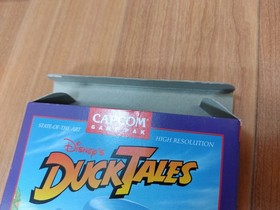 CAPCOM
GAME PAK
STATE OF THE ART
HIGH RESOLUTION
Disney's
DUCKTALES